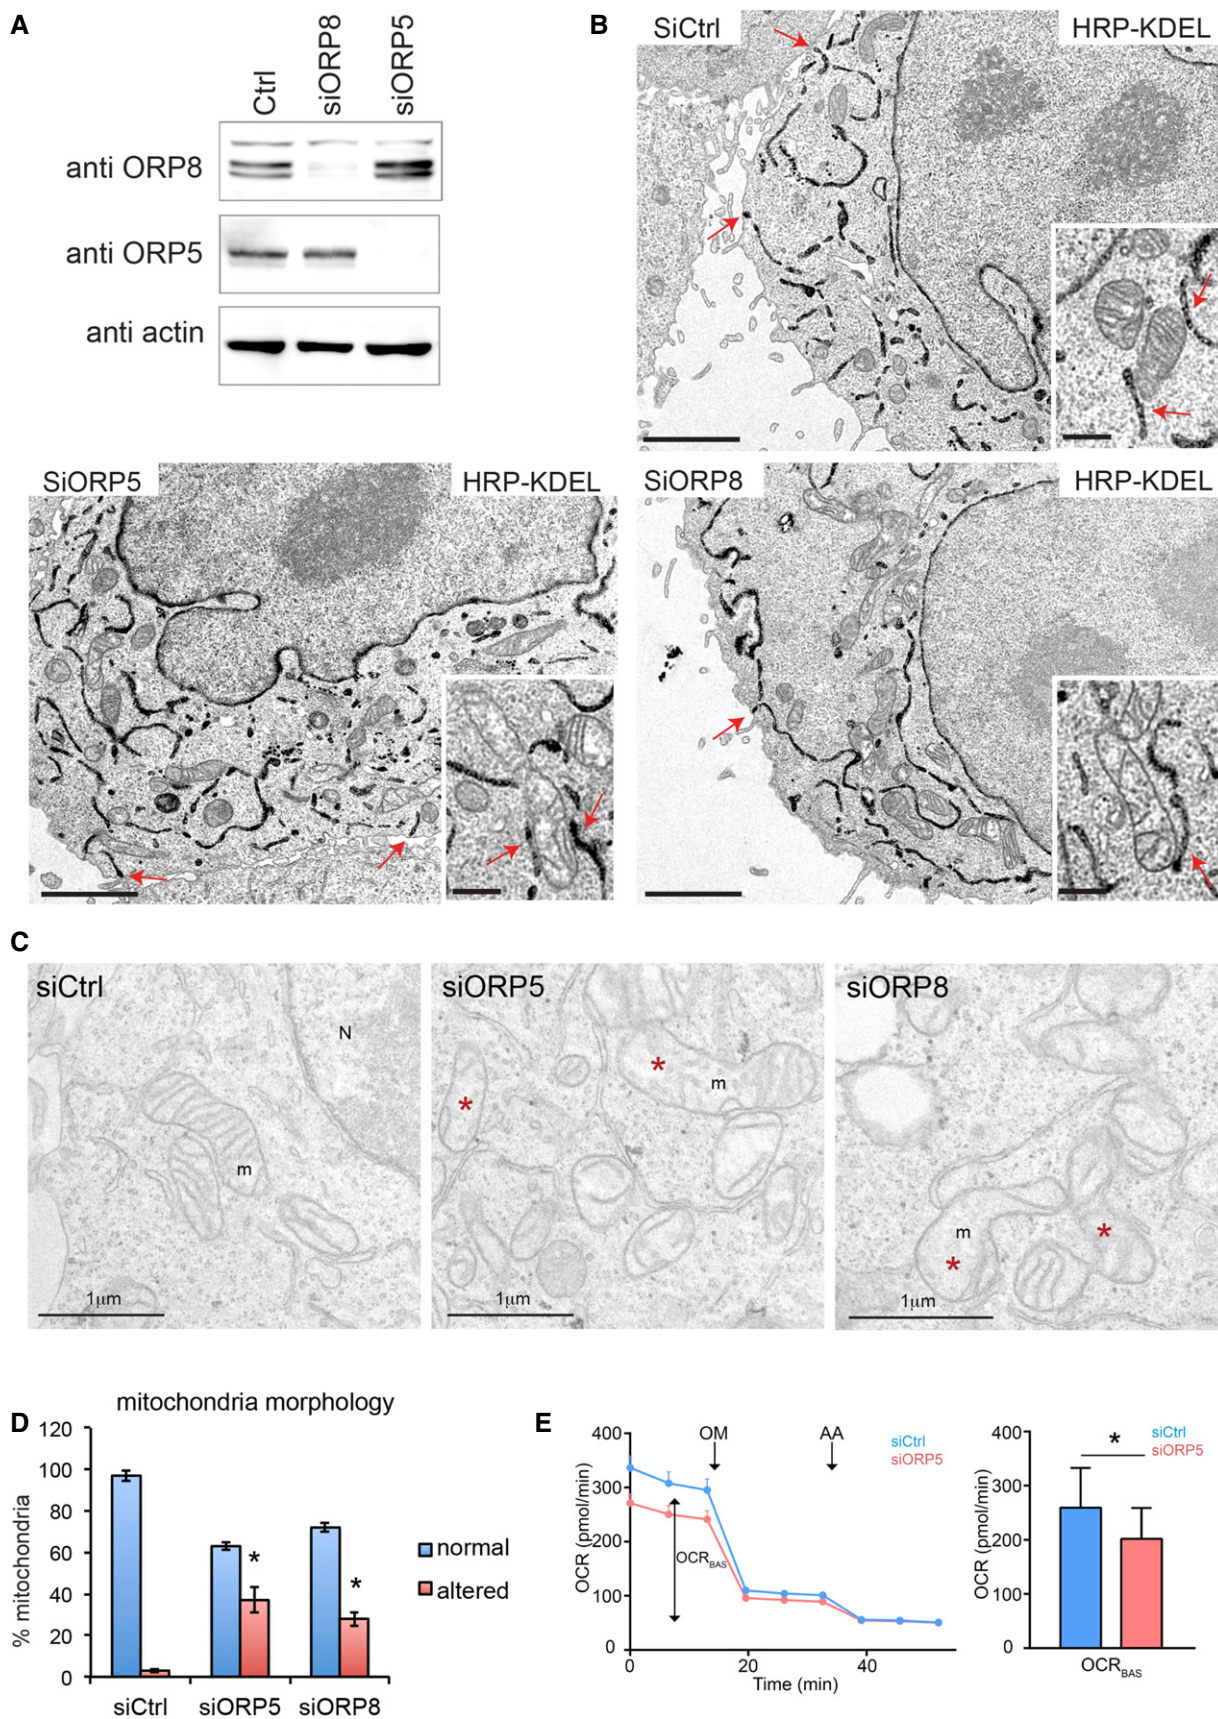 A
Ctrl
siORP8
siORP5
anti ORP8
anti ORP5
anti actin
B
SiCtrl
HRP-KDEL
SiORP5
HRP-KDEL
SiORP8
HRP-KDEL
C
siCtrl
N
m
1µm
siORP5
*
*
m
1µm
siORP8
m
*
*
1µm
D
mitochondria morphology
% mitochondria
120
100
80
60
40
20
0
*
*
siCtrl
siORP5
siORP8
normal
altered
E
OCR (pmol/min)
400
300
200
100
0
OM
AA
siCtrl
siORP5
OCR_BAS
0
20
40
Time (min)
OCR (pmol/min)
400
300
200
100
0
*
siCtrl
siORP5
OCR_BAS